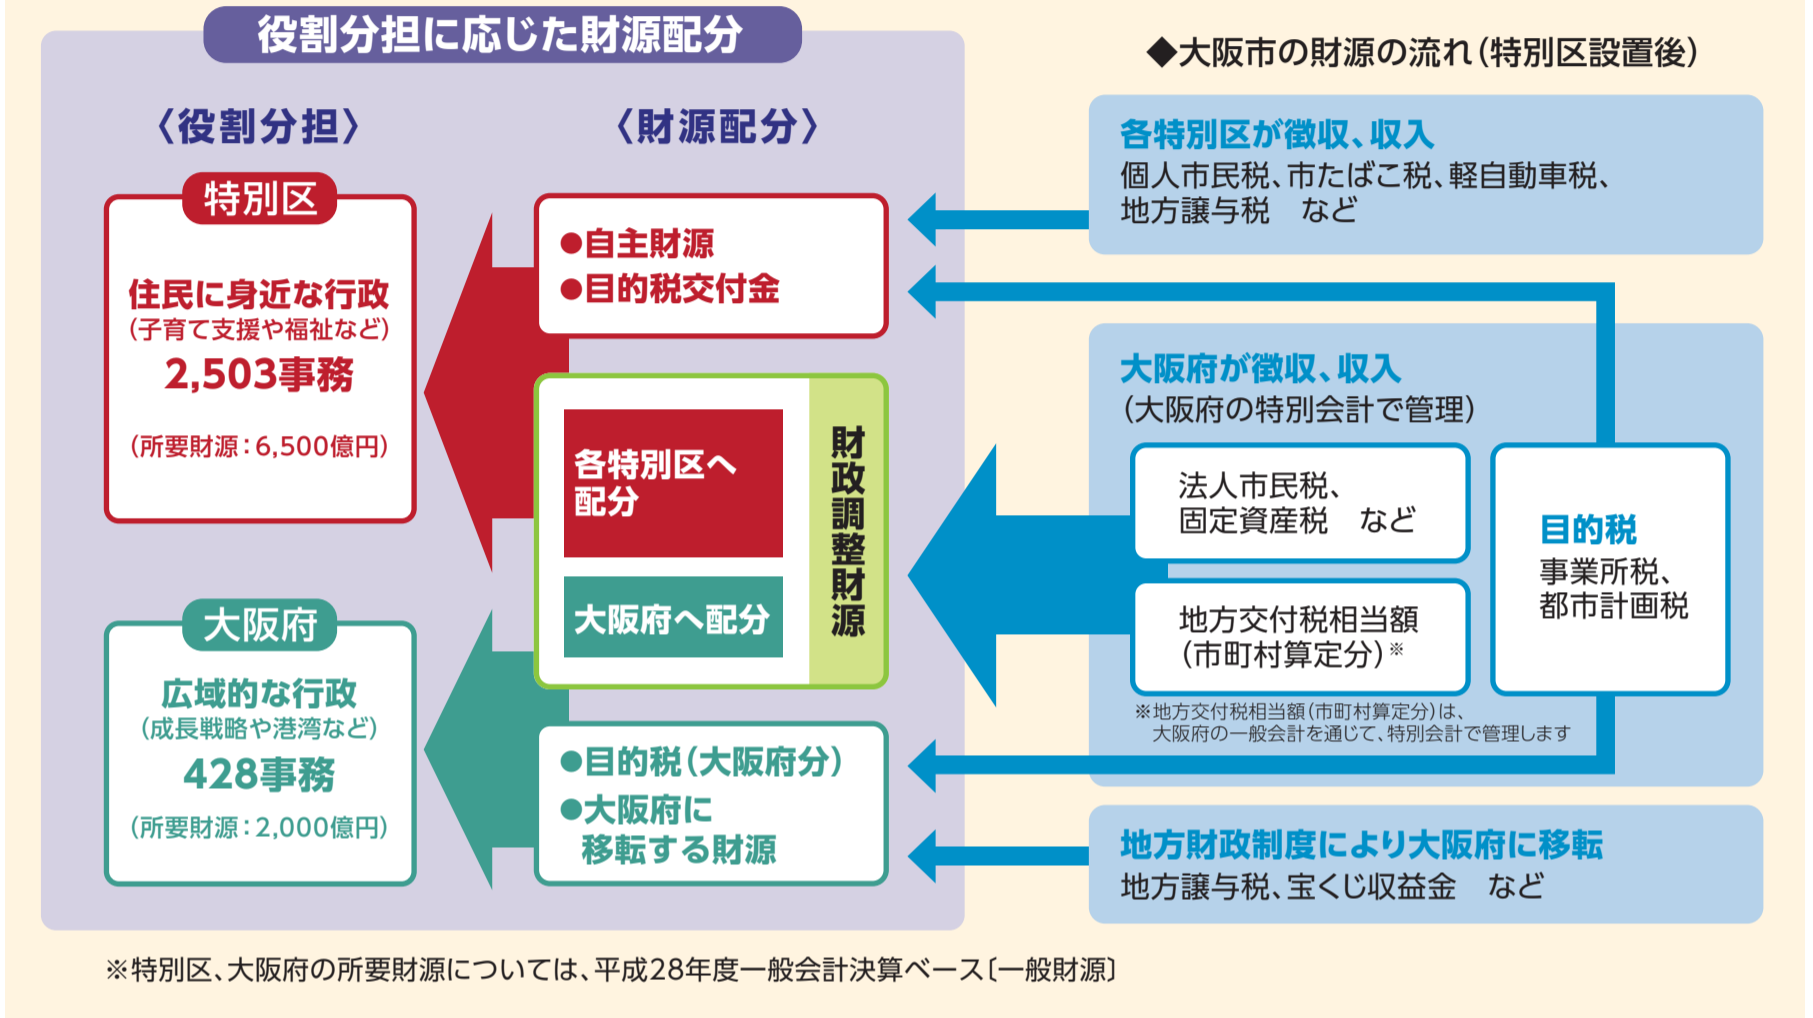 役割分担に応じた財源配分
〈役割分担〉
〈財源配分〉
特別区
住民に身近な行政
(子育て支援や福祉など)
2,503事務
(所要財源：6,500億円)
大阪府
広域的な行政
(成長戦略や港湾など)
428事務
(所要財源：2,000億円)
●自主財源
●目的税交付金
各特別区へ
配分
大阪府へ配分
財政調整財源
●目的税(大阪府分)
●大阪府に
移転する財源
◆大阪市の財源の流れ(特別区設置後)
各特別区が徴収、収入
個人市民税、市たばこ税、軽自動車税、
地方譲与税　など
大阪府が徴収、収入
(大阪府の特別会計で管理)
法人市民税、
固定資産税　など
地方交付税相当額
(市町村算定分)※
※地方交付税相当額(市町村算定分)は、
大阪府の一般会計を通じて、特別会計で管理します
目的税
事業所税、
都市計画税
地方財政制度により大阪府に移転
地方譲与税、宝くじ収益金　など
※特別区、大阪府の所要財源については、平成28年度一般会計決算ベース〔一般財源〕